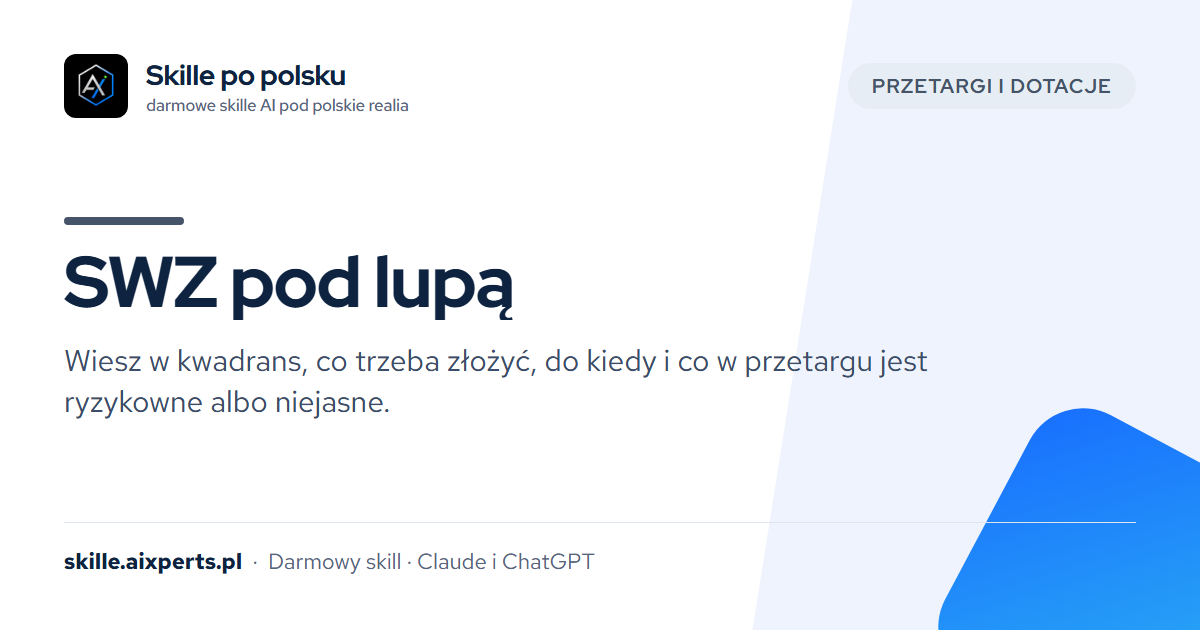 Skille po polsku
darmowe skille AI pod polskie realia
PRZETARGI I DOTACJE
SWZ pod lupą
Wiesz w kwadrans, co trzeba złożyć, do kiedy i co w przetargu jest
ryzykowne albo niejasne.
skille.aixperts.pl · Darmowy skill · Claude i ChatGPT